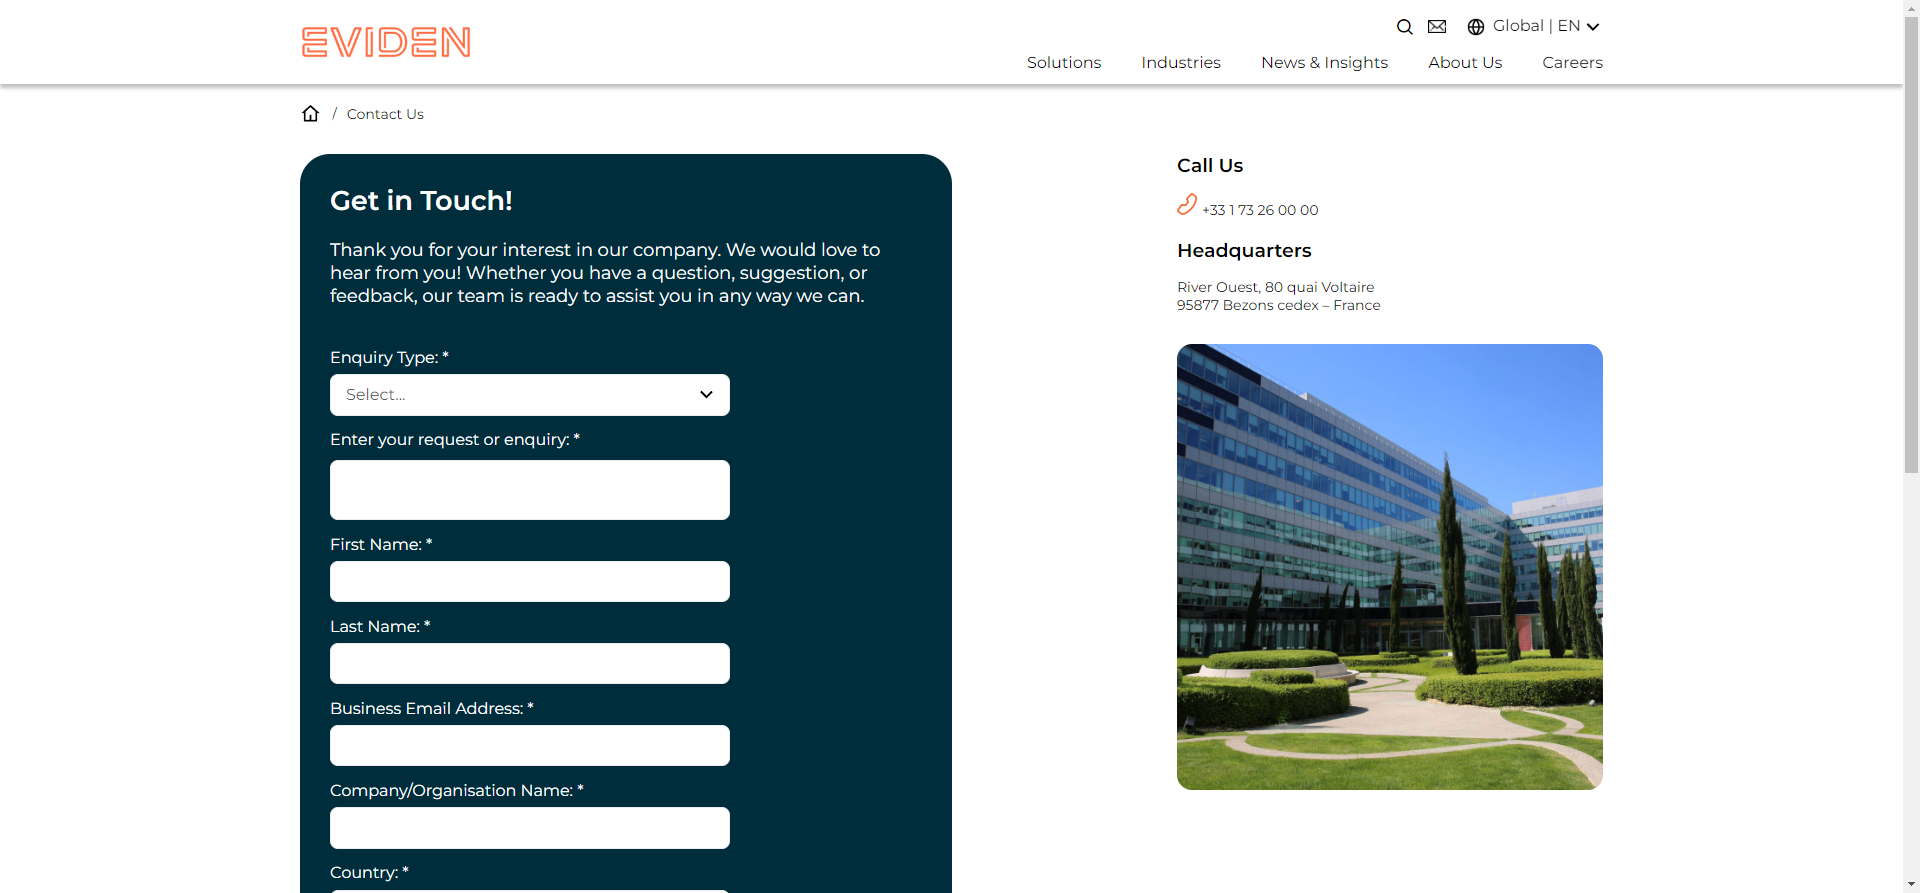 EVIDEN
Global | EN
Solutions
Industries
News & Insights
About Us
Careers
/ Contact Us
Get in Touch!
Thank you for your interest in our company. We would love to
hear from you! Whether you have a question, suggestion, or
feedback, our team is ready to assist you in any way we can.
Enquiry Type: *
Select...
Enter your request or enquiry: *
First Name: *
Last Name: *
Business Email Address: *
Company/Organisation Name: *
Country: *
Call Us
+33 1 73 26 00 00
Headquarters
River Ouest, 80 quai Voltaire
95877 Bezons cedex – France